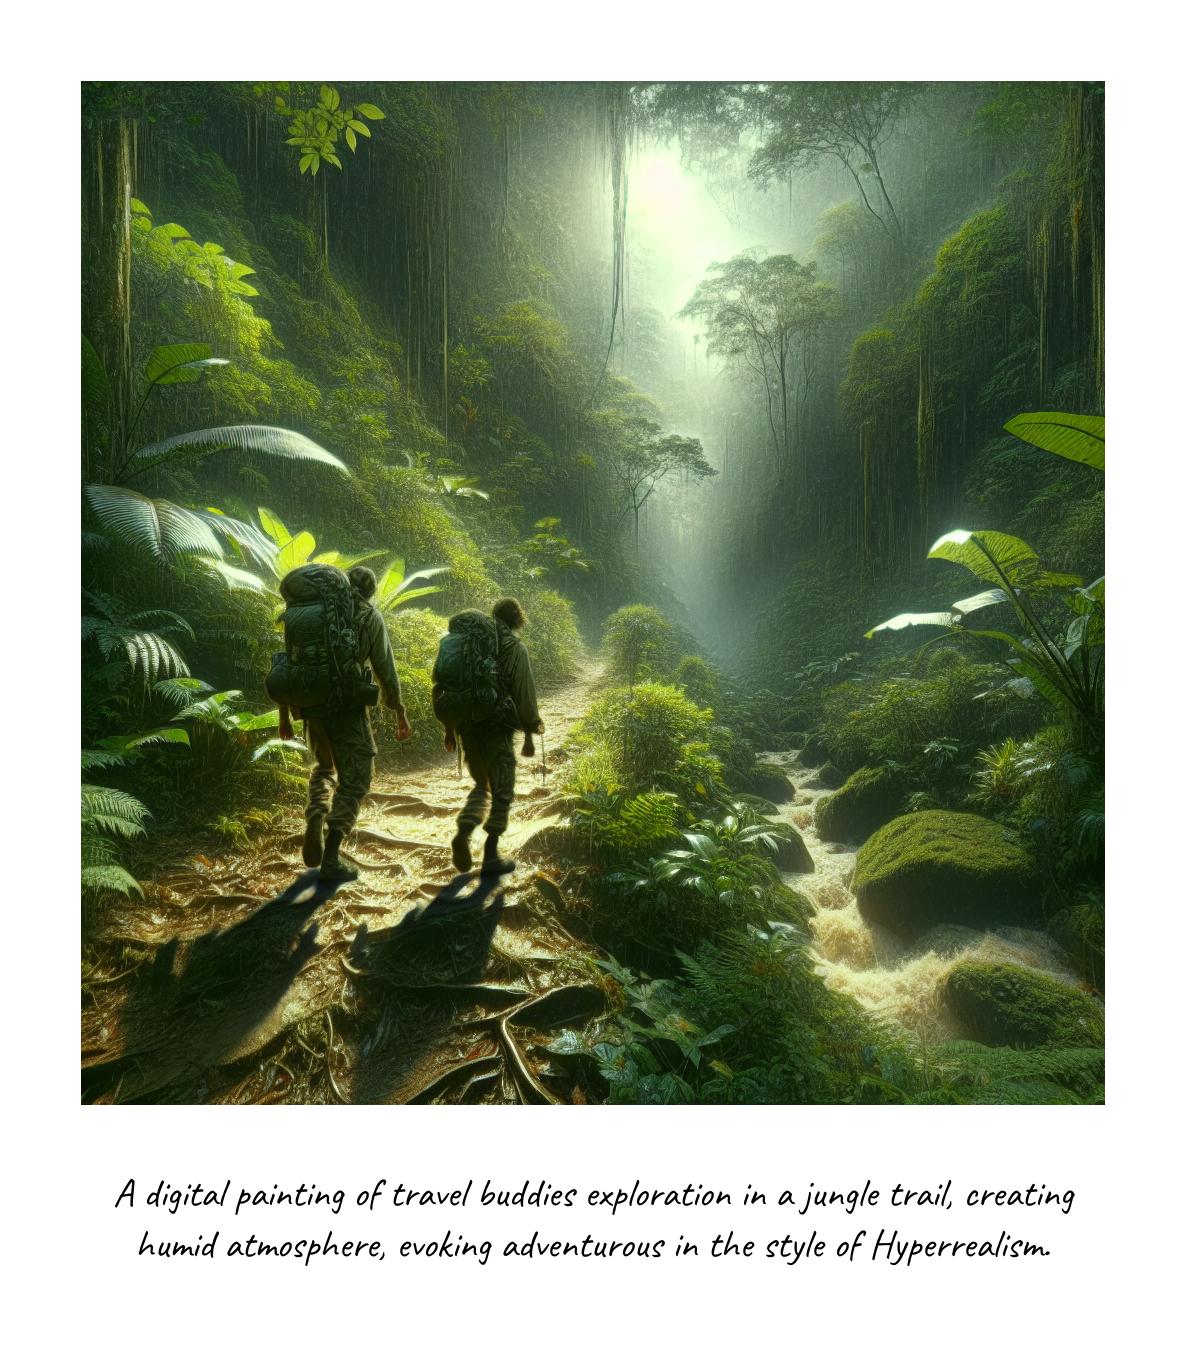 A digital painting of travel buddies exploration in a jungle trail, creating
humid atmosphere, evoking adventurous in the style of Hyperrealism.